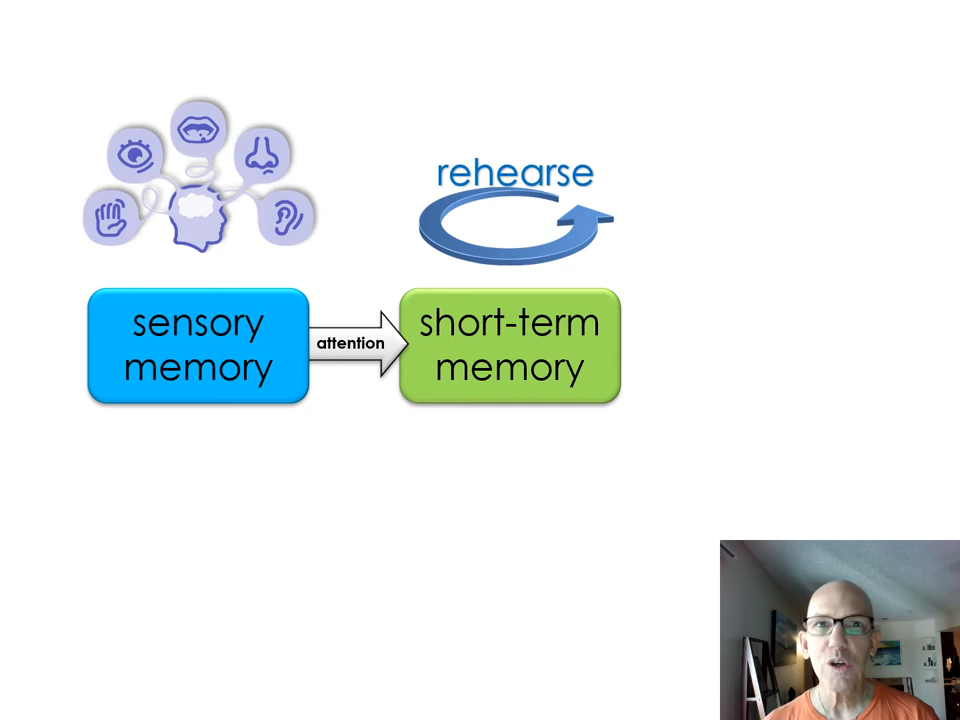 rehearse
sensory
memory
attention
short-term
memory